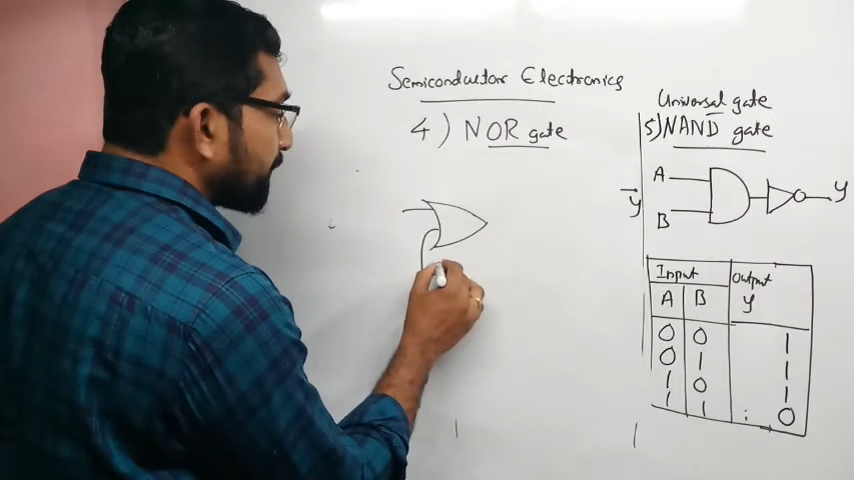 Semiconductor Electronics
4) NOR gate
Universal gate
5) NAND gate
A
B
y
y
Input Output
A B y
0 0 1
0 1 1
1 0 1
1 1 0